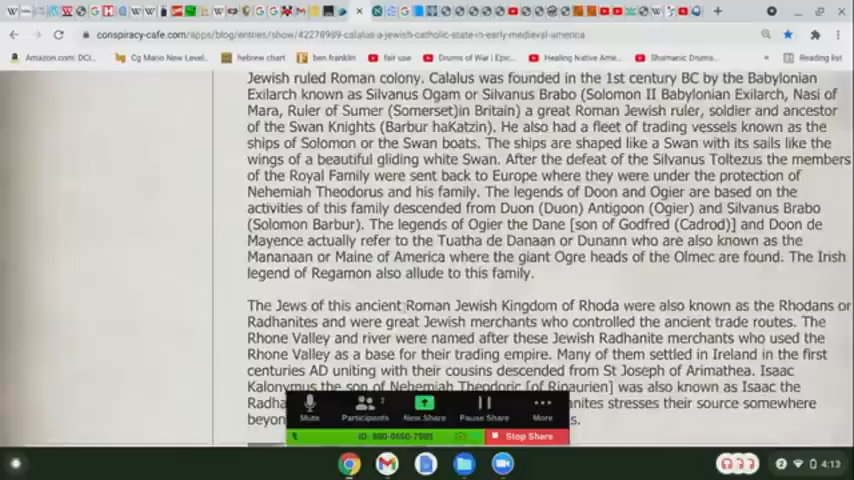 conspiracy-cafe.com/apps/blog/entries/show/42278989-calalus-a-jewish-catholic-state-in-early-medieval-america
Amazon.com: DCI... Cg Mario New Level... hebrew chart ben franklin fair use Drums of War | Epic... Healing Native Ame... Shamanic Drums... Reading list
Jewish ruled Roman colony. Calalus was founded in the 1st century BC by the Babylonian
Exilarch known as Silvanus Ogam or Silvanus Brabo (Solomon II Babylonian Exilarch, Nasi of
Mara, Ruler of Sumer (Somerset)in Britain) a great Roman Jewish ruler, soldier and ancestor
of the Swan Knights (Barbur haKatzin). He also had a fleet of trading vessels known as the
ships of Solomon or the Swan boats. The ships are shaped like a Swan with its sails like the
wings of a beautiful gliding white Swan. After the defeat of the Silvanus Toltezus the members
of the Royal Family were sent back to Europe where they were under the protection of
Nehemiah Theodorus and his family. The legends of Doon and Ogier are based on the
activities of this family descended from Duon (Duon) Antigoon (Ogier) and Silvanus Brabo
(Solomon Barbur). The legends of Ogier the Dane [son of Godfred (Cadrod)] and Doon de
Mayence actually refer to the Tuatha de Danaan or Dunann who are also known as the
Mananaan or Maine of America where the giant Ogre heads of the Olmec are found. The Irish
legend of Regamon also allude to this family.
The Jews of this ancient Roman Jewish Kingdom of Rhoda were also known as the Rhodans or
Radhanites and were great Jewish merchants who controlled the ancient trade routes. The
Rhone Valley and river were named after these Jewish Radhanite merchants who used the
Rhone Valley as a base for their trading empire. Many of them settled in Ireland in the first
centuries AD uniting with their cousins descended from St Joseph of Arimathea. Isaac
Kalonymus the son of Nehemiah Theodoric [of Ripaurien] was also known as Isaac the
Radha anites stresses their source somewhere
beyon s.
Mute Participants New Share Pause Share More
Stop Share
4:13